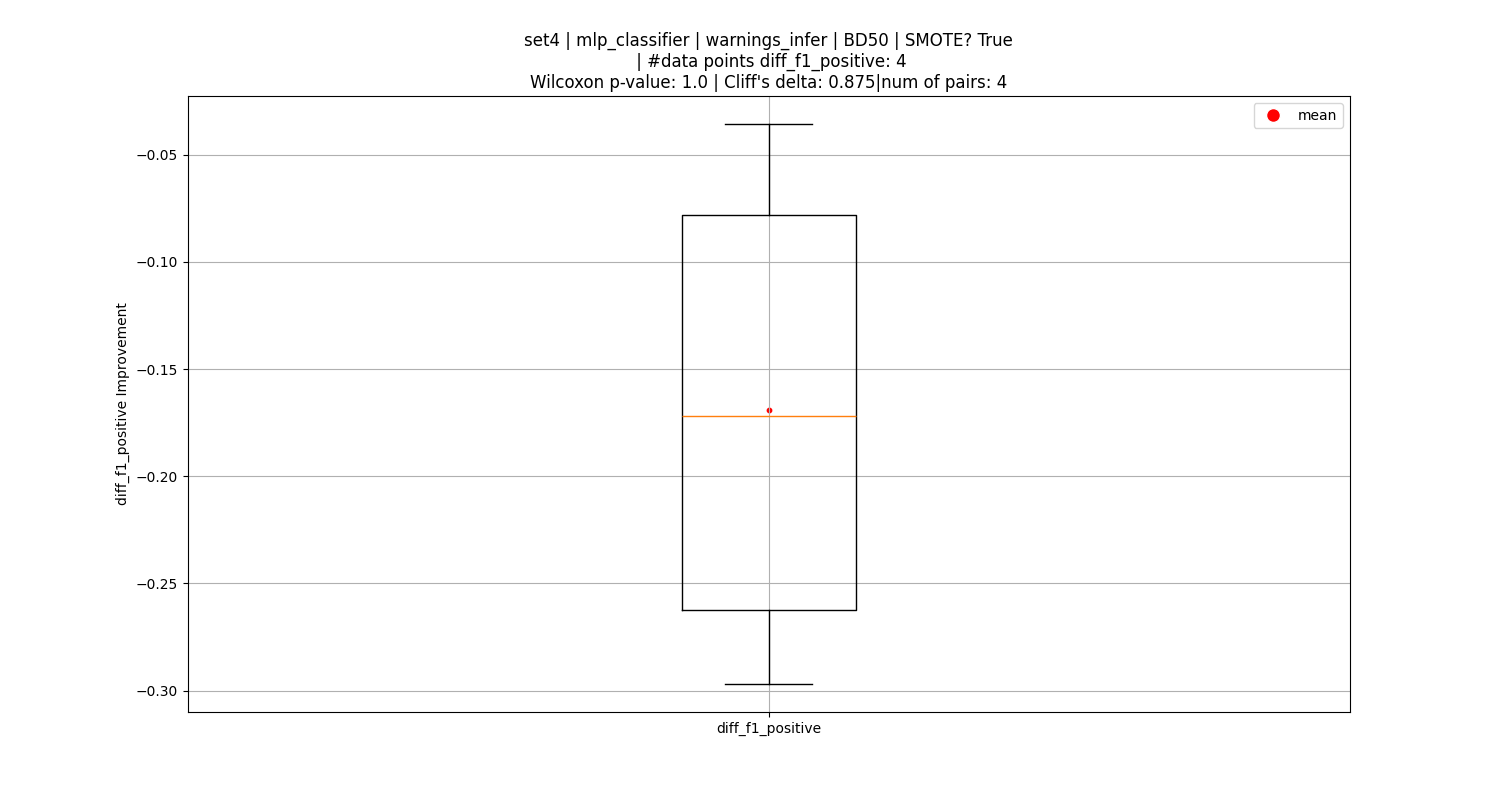 set4 | mlp_classifier | warnings_infer | BD50 | SMOTE? True
| #data points diff_f1_positive: 4
Wilcoxon p-value: 1.0 | Cliff's delta: 0.875|num of pairs: 4
mean
−0.05
−0.10
−0.15
−0.20
−0.25
−0.30
diff_f1_positive Improvement
diff_f1_positive